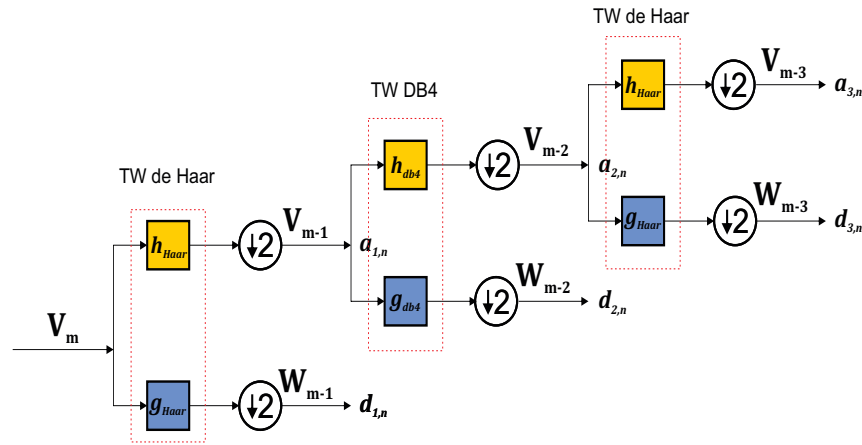 TW de Haar
h_Haar
↓2
V_m-3
a_3,n
TW DB4
h_db4
↓2
V_m-2
a_2,n
g_Haar
↓2
W_m-3
d_3,n
TW de Haar
h_Haar
↓2
V_m-1
a_1,n
g_db4
↓2
W_m-2
d_2,n
V_m
g_Haar
↓2
W_m-1
d_1,n